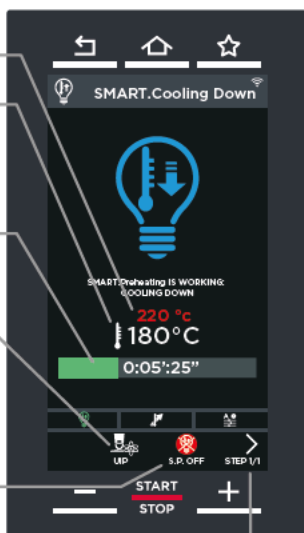 SMART.Cooling Down
SMART.Preheating IS WORKING:
COOLING DOWN
220 °c
180°C
0:05':25”
UIP
S.P. OFF
STEP 1/1
START
STOP